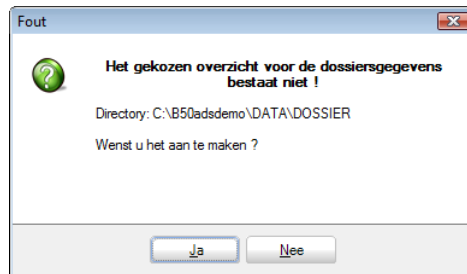 Fout
Het gekozen overzicht voor de dossiersgegevens
bestaat niet !
Directory: C:\B50adsdemo\DATA\DOSSIER
Wenst u het aan te maken ?
Ja
Nee